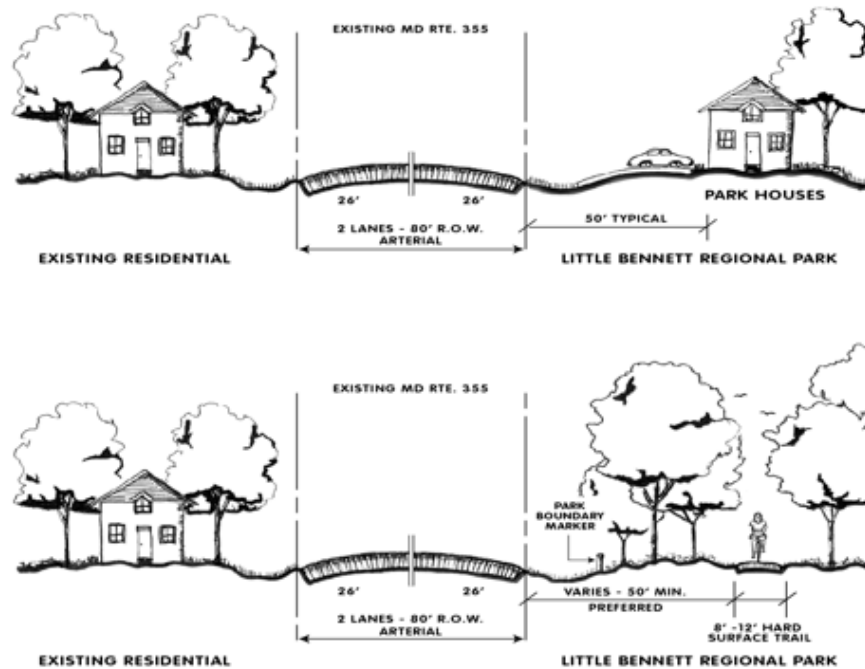 EXISTING MD RTE. 355
PARK HOUSES
26' 26'
50' TYPICAL
2 LANES - 80' R.O.W.
ARTERIAL
EXISTING RESIDENTIAL
LITTLE BENNETT REGIONAL PARK
EXISTING MD RTE. 355
PARK
BOUNDARY
MARKER
26' 26'
VARIES - 50' MIN.
PREFERRED
2 LANES - 80' R.O.W.
ARTERIAL
8' -12' HARD
SURFACE TRAIL
EXISTING RESIDENTIAL
LITTLE BENNETT REGIONAL PARK